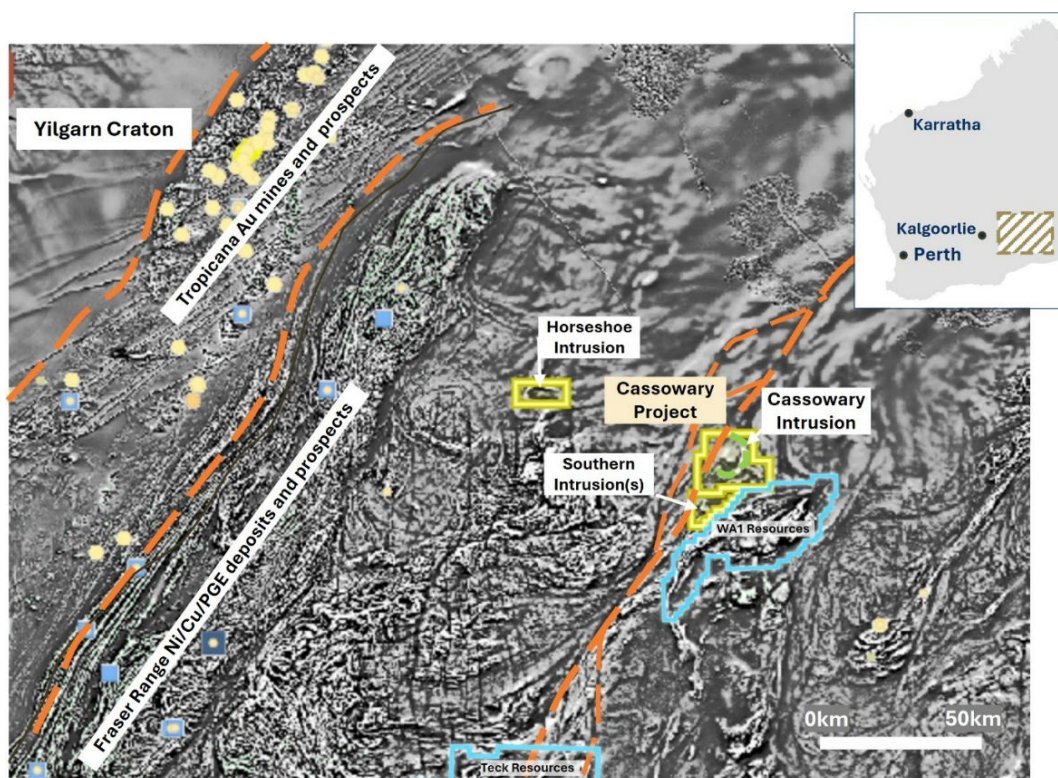 Karratha
Kalgoorlie
Perth
Yilgarn Craton
Tropicana Au mines and prospects
Horseshoe
Intrusion
Cassowary
Project
Cassowary
Intrusion
Southern
Intrusion(s)
WA1 Resources
Fraser Range Ni/Cu/PGE deposits and prospects
0km
50km
Teck Resources